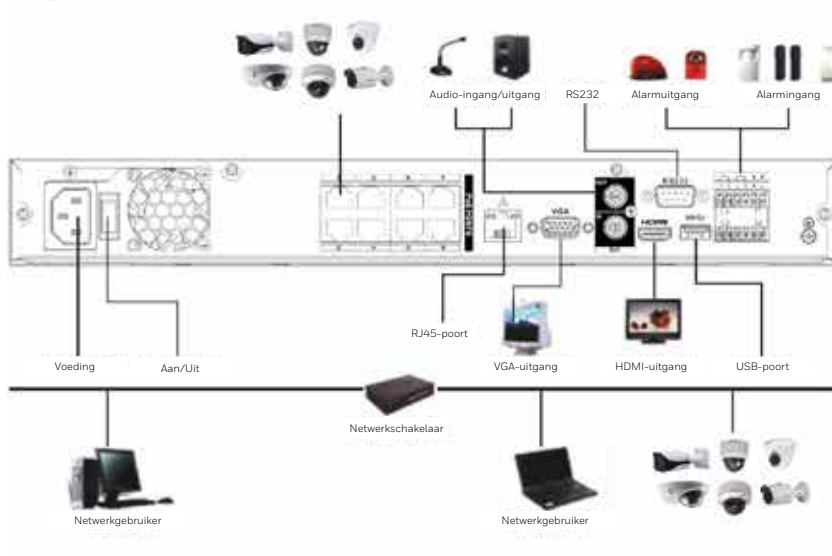 Audio-ingang/uitgang
RS232
Alarmuitgang
Alarmingang
RS232
VGA
HDMI
RJ45-poort
Voeding
Aan/Uit
VGA-uitgang
HDMI-uitgang
USB-poort
Netwerkschakelaar
Netwerkgebruiker
Netwerkgebruiker